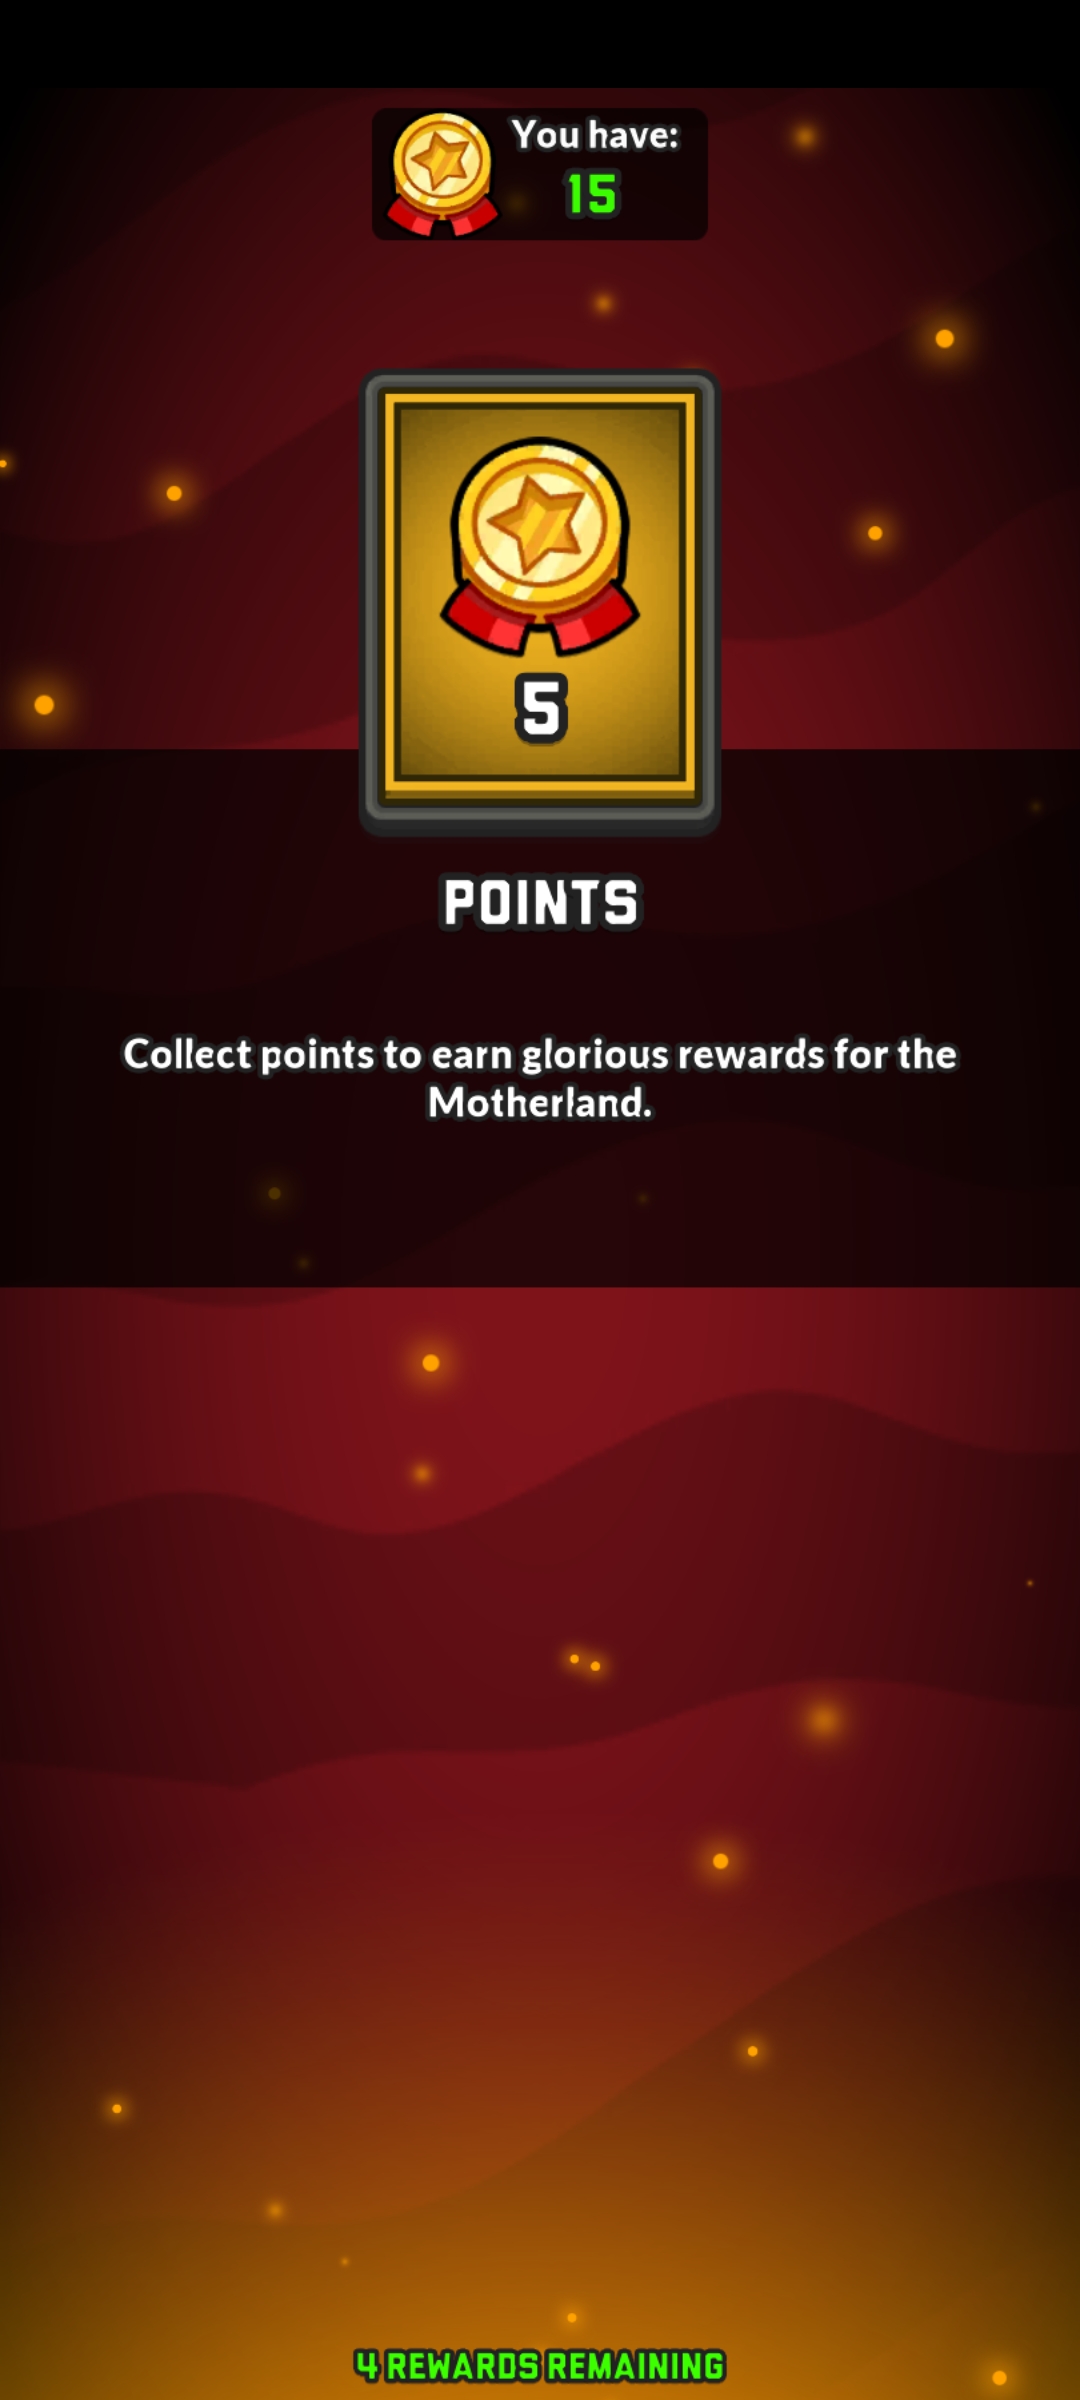 You have:
15
5
POINTS
Collect points to earn glorious rewards for the
Motherland.
4 REWARDS REMAINING